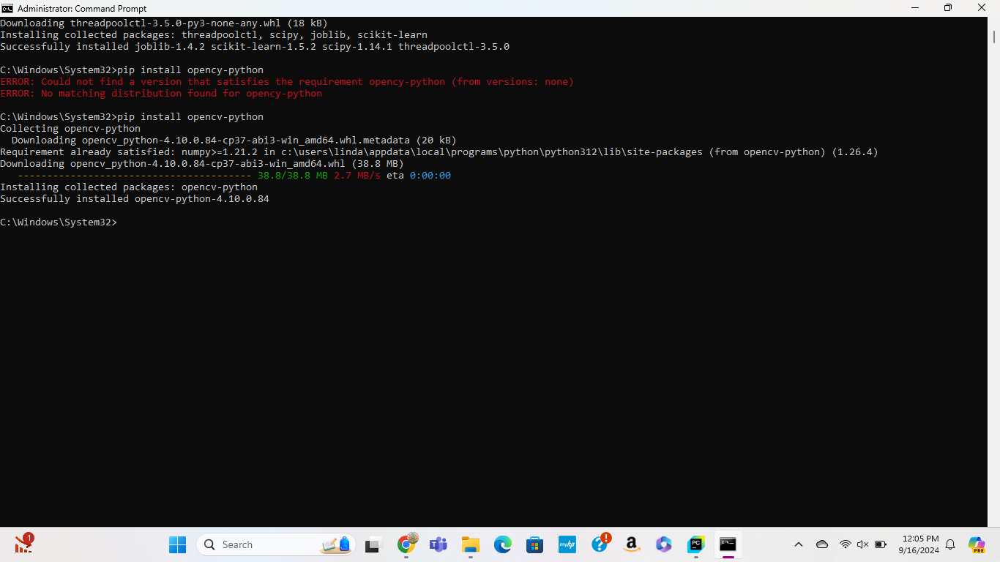 Administrator: Command Prompt
Downloading threadpoolctl-3.5.0-py3-none-any.whl (18 kB)
Installing collected packages: threadpoolctl, scipy, joblib, scikit-learn
Successfully installed joblib-1.4.2 scikit-learn-1.5.2 scipy-1.14.1 threadpoolctl-3.5.0
C:\Windows\System32>pip install opency-python
ERROR: Could not find a version that satisfies the requirement opency-python (from versions: none)
ERROR: No matching distribution found for opency-python
C:\Windows\System32>pip install opencv-python
Collecting opencv-python
  Downloading opencv_python-4.10.0.84-cp37-abi3-win_amd64.whl.metadata (20 kB)
Requirement already satisfied: numpy>=1.21.2 in c:\users\linda\appdata\local\programs\python\python312\lib\site-packages (from opencv-python) (1.26.4)
Downloading opencv_python-4.10.0.84-cp37-abi3-win_amd64.whl (38.8 MB)
   ---------------------------------------- 38.8/38.8 MB 2.7 MB/s eta 0:00:00
Installing collected packages: opencv-python
Successfully installed opencv-python-4.10.0.84
C:\Windows\System32>
1
Search
myhp
PC
12:05 PM
9/16/2024
PRE